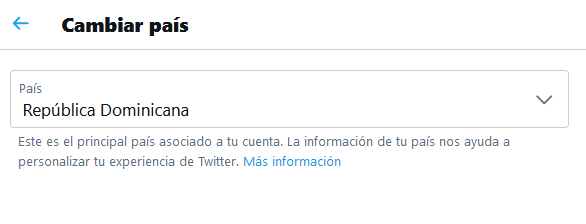 Cambiar país
País
República Dominicana
Este es el principal país asociado a tu cuenta. La información de tu país nos ayuda a
personalizar tu experiencia de Twitter. Más información